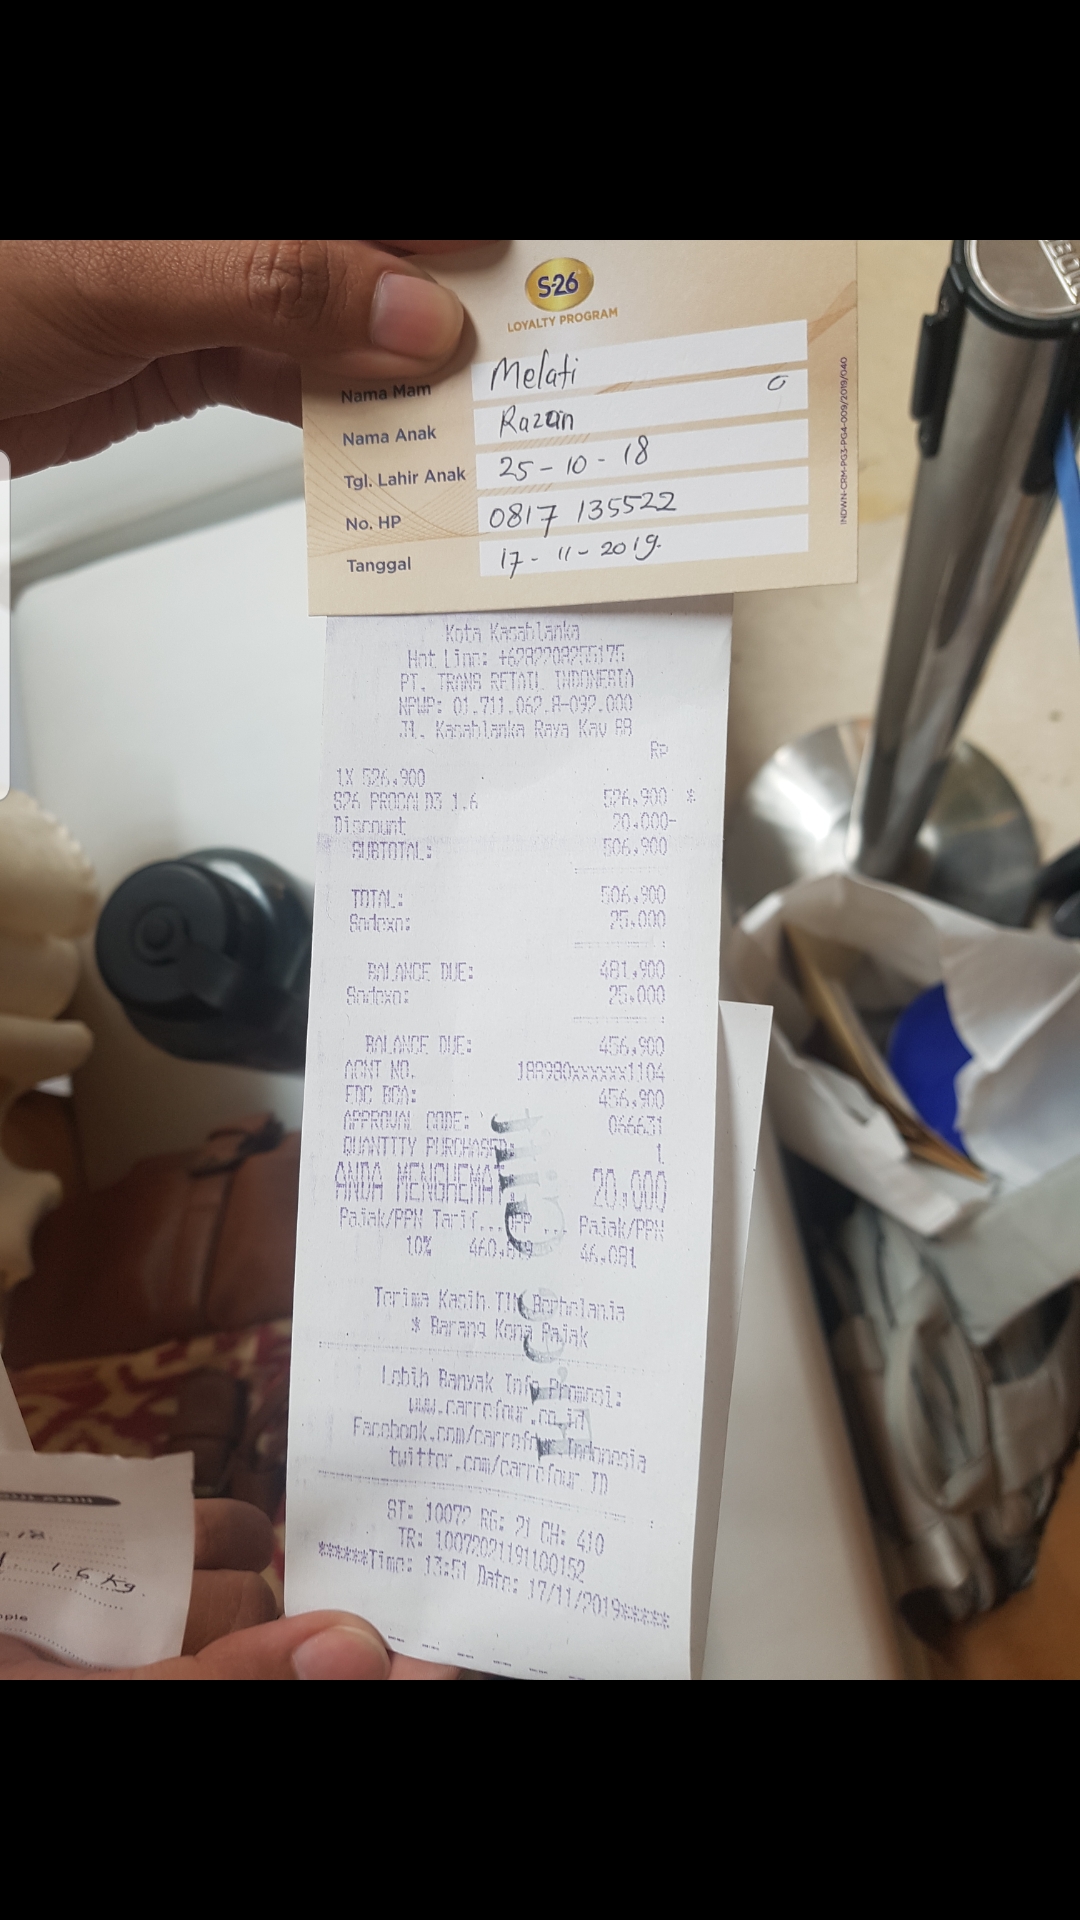 S-26
LOYALTY PROGRAM
Nama Mam Melati
Nama Anak Razan
Tgl. Lahir Anak 25-10-18
No. HP 0817 135522
Tanggal 17-11-2019.
INDWN-CRM-PG3-PG4-009/2019/040
Kota Kasablanka
Hot Line: +6282208255175
PT. TRANS RETAIL INDONESIA
NPWP: 01.711.062.8-092.000
Jl. Kasablanka Raya Kav 88
Rp
1X 526,900
S26 PROCALD3 1.6 526,900 *
Discount 20,000-
SUBTOTAL: 506,900
TOTAL: 506,900
Sodexo: 25,000
BALANCE DUE: 481,900
Sodexo: 25,000
BALANCE DUE: 456,900
ACNT NO. 188980xxxxxx1104
EDC BCA: 456,900
APPROVAL CODE: 066631
QUANTITY PURCHASED: 1
ANDA MENGHEMAT 20,000
Pajak/PPN Tarif...DPP ... Pajak/PPN
10% 460,819 46,081
Terima Kasih Tlh Berbelanja
* Barang Kena Pajak
Lebih Banyak Info Promosi:
www.carrefour.co.id
Facebook.com/carrefour Indonesia
twitter.com/carrefour ID
ST: 10072 RG: 21 CH: 410
TR: 10072021191100152
*****Time: 13:51 Date: 17/11/2019*****
1.6 Kg.